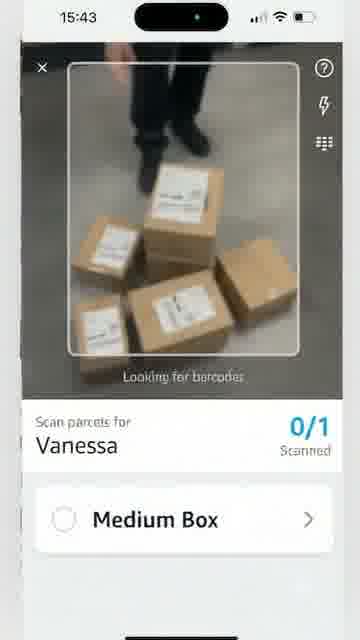 15:43
Looking for barcodes
Scan parcels for
Vanessa
0/1
Scanned
Medium Box